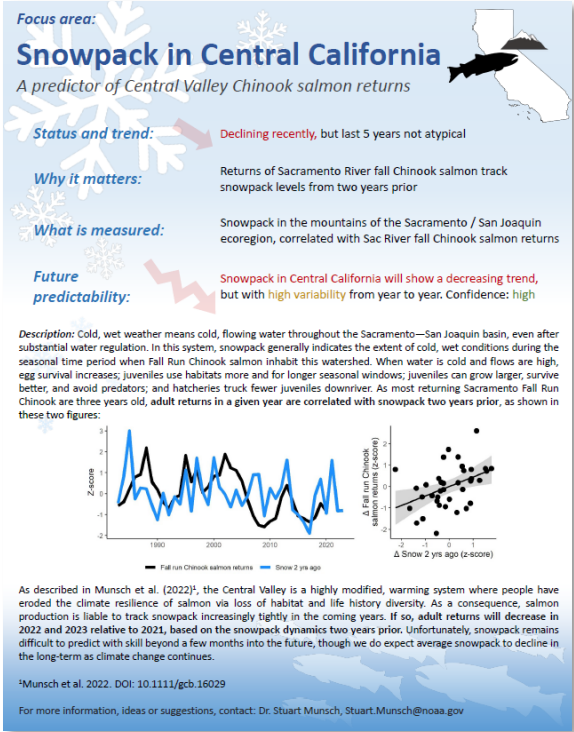 Focus area:
Snowpack in Central California
A predictor of Central Valley Chinook salmon returns
Status and trend:
Declining recently, but last 5 years not atypical
Why it matters:
Returns of Sacramento River fall Chinook salmon track
snowpack levels from two years prior
What is measured:
Snowpack in the mountains of the Sacramento / San Joaquin
ecoregion, correlated with Sac River fall Chinook salmon returns
Future
predictability:
Snowpack in Central California will show a decreasing trend,
but with high variability from year to year. Confidence: high
Description: Cold, wet weather means cold, flowing water throughout the Sacramento—San Joaquin basin, even after
substantial water regulation. In this system, snowpack generally indicates the extent of cold, wet conditions during the
seasonal time period when Fall Run Chinook salmon inhabit this watershed. When water is cold and flows are high,
egg survival increases; juveniles use habitats more and for longer seasonal windows; juveniles can grow larger, survive
better, and avoid predators; and hatcheries truck fewer juveniles downriver. As most returning Sacramento Fall Run
Chinook are three years old, adult returns in a given year are correlated with snowpack two years prior, as shown in
these two figures:
Z-score
3
2
1
0
-1
-2
1990
2000
2010
2020
Fall run Chinook salmon returns
Snow 2 yrs ago
Δ Fall run Chinook
salmon returns (z-score)
2
1
0
-1
-2
-2
-1
0
1
Δ Snow 2 yrs ago (z-score)
As described in Munsch et al. (2022)¹, the Central Valley is a highly modified, warming system where people have
eroded the climate resilience of salmon via loss of habitat and life history diversity. As a consequence, salmon
production is liable to track snowpack increasingly tightly in the coming years. If so, adult returns will decrease in
2022 and 2023 relative to 2021, based on the snowpack dynamics two years prior. Unfortunately, snowpack remains
difficult to predict with skill beyond a few months into the future, though we do expect average snowpack to decline in
the long-term as climate change continues.
¹Munsch et al. 2022. DOI: 10.1111/gcb.16029
For more information, ideas or suggestions, contact: Dr. Stuart Munsch, Stuart.Munsch@noaa.gov